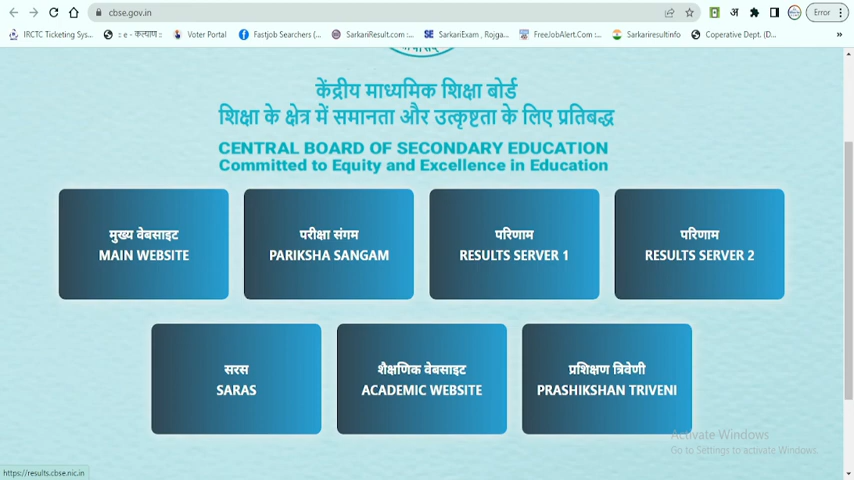 cbse.gov.in
अ
Error
IRCTC Ticketing Sys...
:: e - कल्याण ::
Voter Portal
Fastjob Searchers (...
SarkariResult.com :...
SE
SarkariExam , Rojga...
FreeJobAlert.Com :...
Sarkariresultinfo
Coperative Dept. (D...
»
केंद्रीय माध्यमिक शिक्षा बोर्ड
शिक्षा के क्षेत्र में समानता और उत्कृष्टता के लिए प्रतिबद्ध
CENTRAL BOARD OF SECONDARY EDUCATION
Committed to Equity and Excellence in Education
मुख्य वेबसाइट
MAIN WEBSITE
परीक्षा संगम
PARIKSHA SANGAM
परिणाम
RESULTS SERVER 1
परिणाम
RESULTS SERVER 2
सरस
SARAS
शैक्षणिक वेबसाइट
ACADEMIC WEBSITE
प्रशिक्षण त्रिवेणी
PRASHIKSHAN TRIVENI
Activate Windows
Go to Settings to activate Windows.
https://results.cbse.nic.in